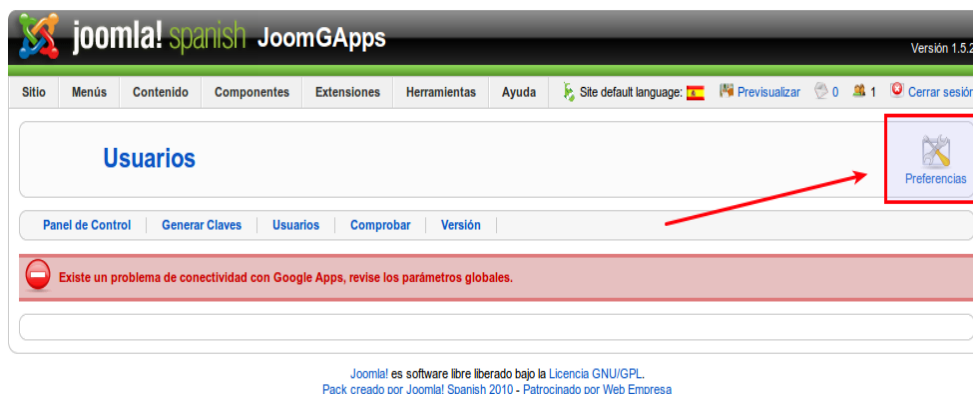 joomla! spanish JoomGApps
Versión 1.5.2
Sitio Menús Contenido Componentes Extensiones Herramientas Ayuda Site default language: Previsualizar 0 1 Cerrar sesión
Usuarios
Preferencias
Panel de Control Generar Claves Usuarios Comprobar Versión
Existe un problema de conectividad con Google Apps, revise los parámetros globales.
Joomla! es software libre liberado bajo la Licencia GNU/GPL.
Pack creado por Joomla! Spanish 2010 - Patrocinado por Web Empresa